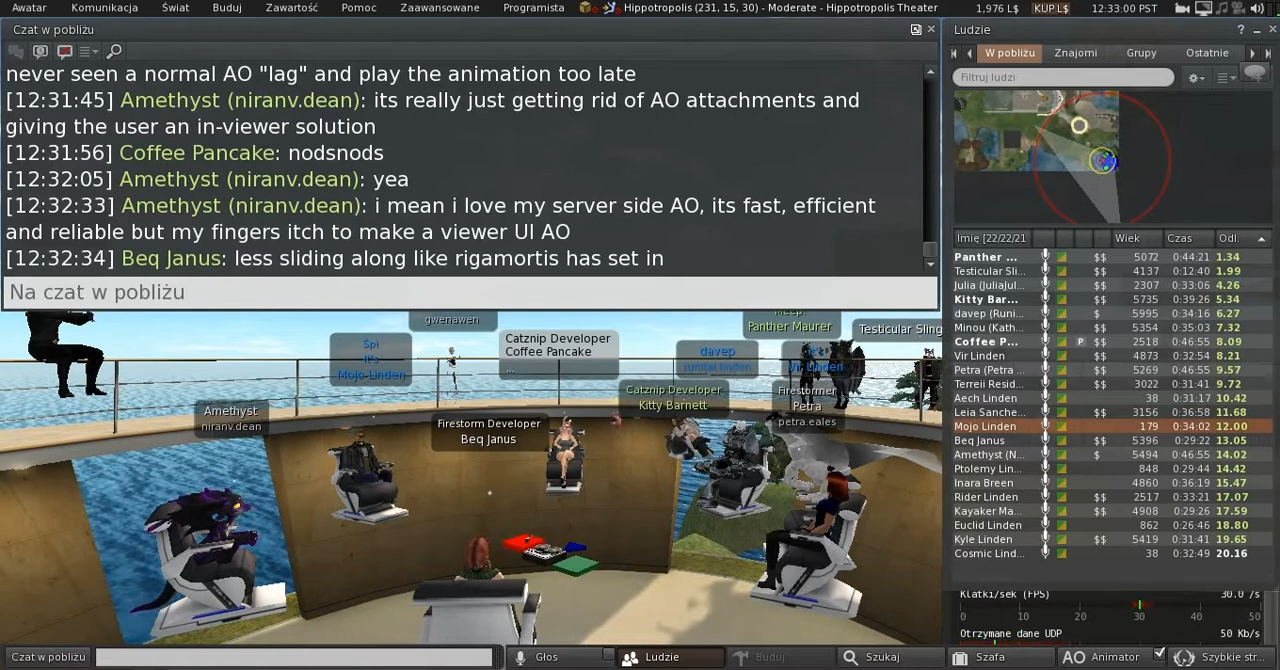 Awatar Komunikacja Świat Buduj Zawartość Pomoc Zaawansowane Programista Hippotropolis (231, 15, 30) - Moderate - Hippotropolis Theater 1,976 L$ KUP L$ 12:33:00 PST
Czat w pobliżu
never seen a normal AO "lag" and play the animation too late
[12:31:45] Amethyst (niranv.dean): its really just getting rid of AO attachments and
giving the user an in-viewer solution
[12:31:56] Coffee Pancake: nodsnods
[12:32:05] Amethyst (niranv.dean): yea
[12:32:33] Amethyst (niranv.dean): i mean i love my server side AO, its fast, efficient
and reliable but my fingers itch to make a viewer UI AO
[12:32:34] Beq Janus: less sliding along like rigamortis has set in
Na czat w pobliżu
gwenawen
Panther Maurer
Testicular Sling
Spi
it's
Mojo Linden
Catznip Developer
Coffee Pancake
...
davep
runitai linden
it's
Vir Linden
Catznip Developer
Kitty Barnett
Firestormer
Petra
petra.eales
Amethyst
niranv.dean
Firestorm Developer
Beq Janus
Ludzie
? _ ×
W pobliżu Znajomi Grupy Ostatnie
Filtruj ludzi
Imię [22/22/21 Wiek Czas Odl.
Panther ... $$ 5072 0:44:21 1.34
Testicular Sli... $$ 4137 0:12:40 1.99
Julia (JuliaJul... $$ 2307 0:33:06 4.26
Kitty Bar... $$ 5735 0:39:26 5.34
davep (Runi... $ 5995 0:34:16 6.27
Minou (Kath... $$ 5354 0:35:03 7.32
Coffee P... P $$ 2518 0:46:55 8.09
Vir Linden $$ 4873 0:32:54 8.21
Petra (Petra ... $$ 5269 0:46:55 9.57
Terreii Resid... $$ 3022 0:31:41 9.72
Aech Linden 38 0:31:17 10.42
Leia Sanche... $$ 3156 0:36:58 11.68
Mojo Linden 179 0:34:02 12.00
Beq Janus $$ 5396 0:29:22 13.05
Amethyst (N... $ 5494 0:46:55 14.02
Ptolemy Lin... 848 0:29:44 14.42
Inara Breen 4860 0:36:19 15.47
Rider Linden $$ 2517 0:33:21 17.07
Kayaker Ma... $$ 4908 0:29:26 17.59
Euclid Linden 862 0:26:46 18.80
Kyle Linden $$ 5419 0:31:41 19.65
Cosmic Lind... 38 0:32:49 20.16
Klatki/sek (FPS) 30.0 /s
0 10 20 30 40 50
Otrzymane dane UDP 50 Kb/s
Czat w pobliżu Głos Ludzie Buduj Szukaj Szafa AO Animator Szybkie str...